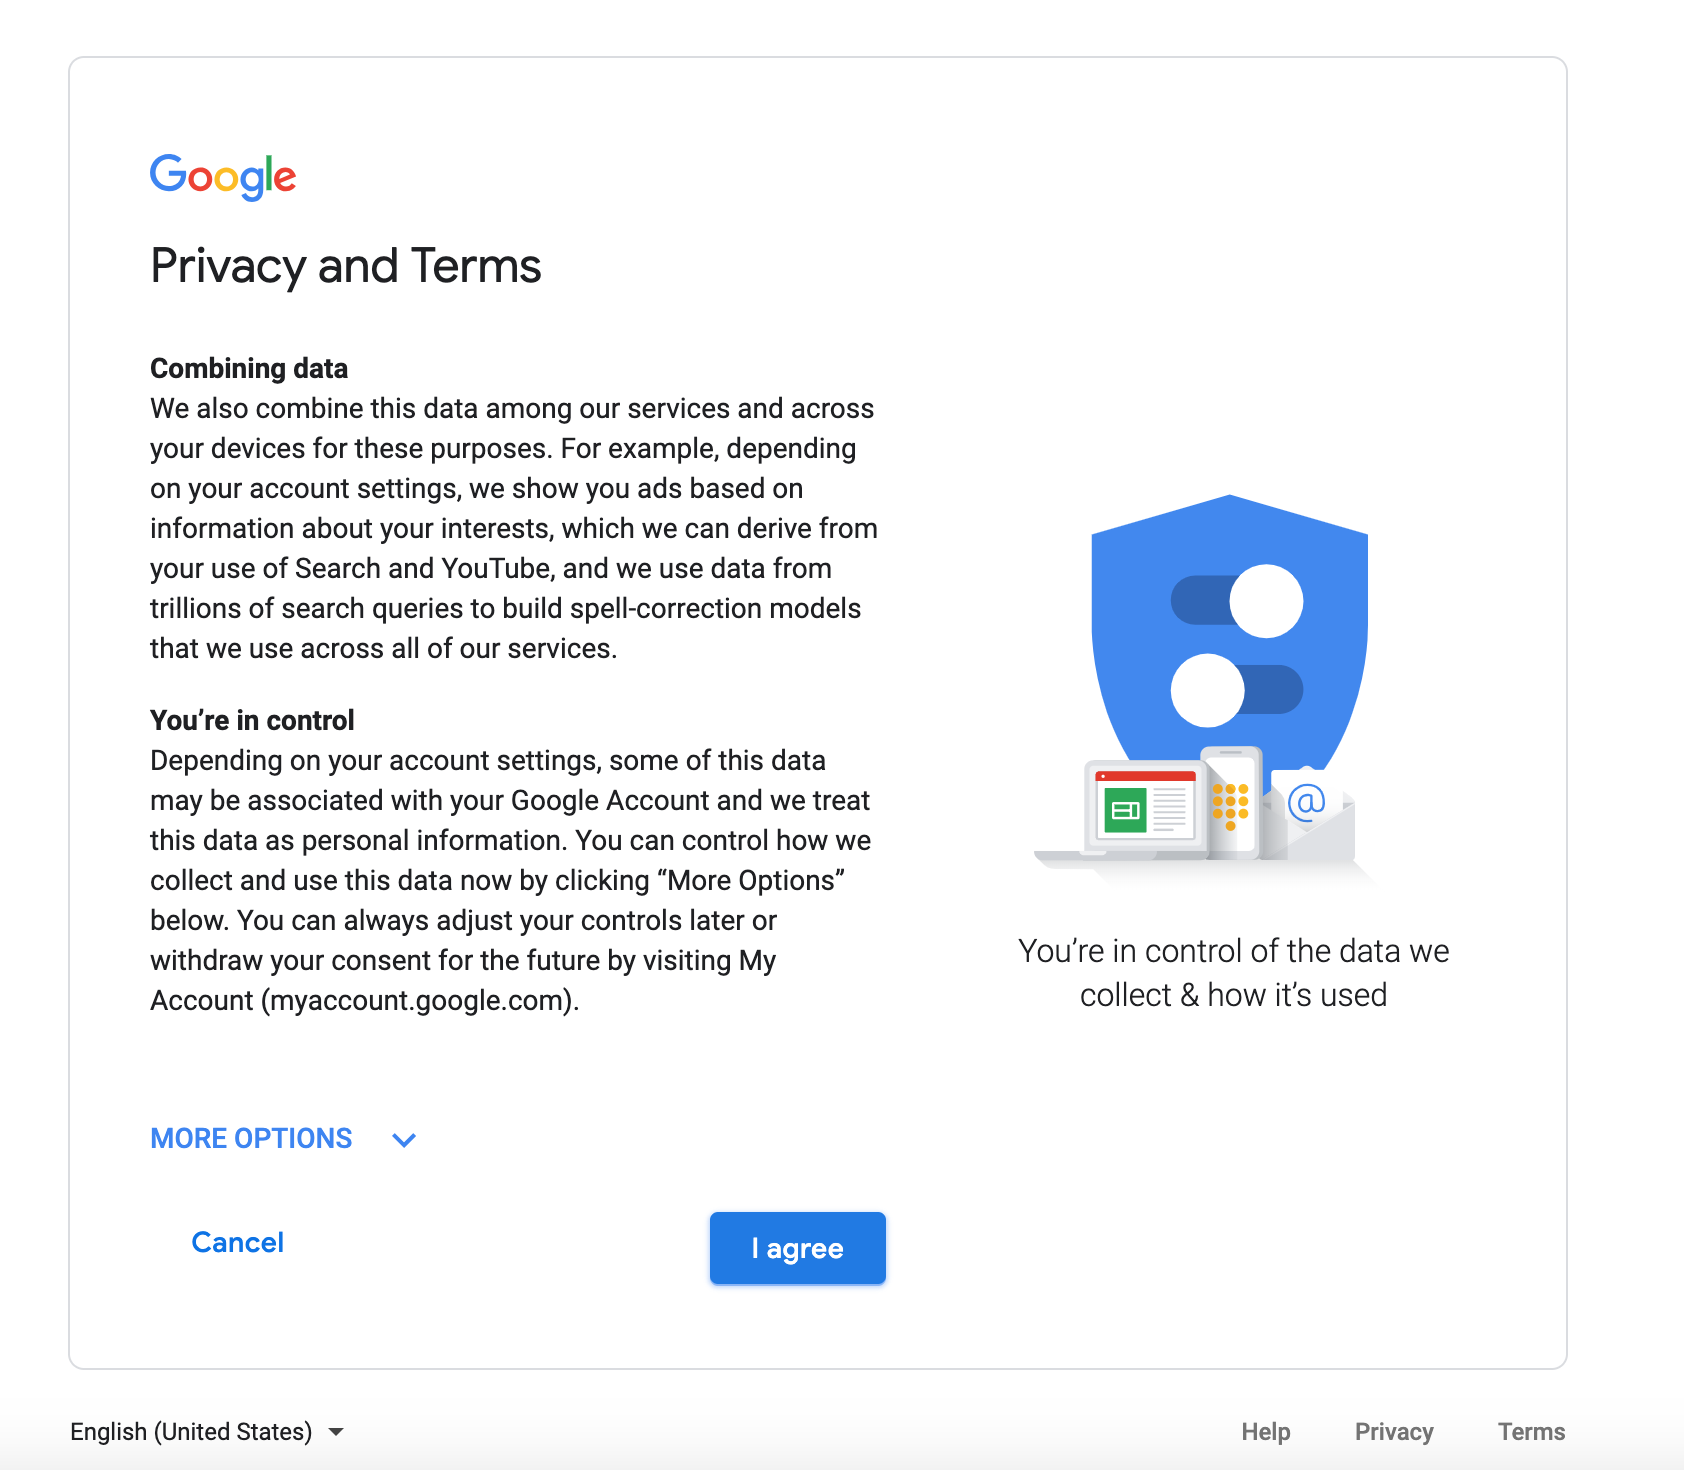 Google
Privacy and Terms
Combining data
We also combine this data among our services and across
your devices for these purposes. For example, depending
on your account settings, we show you ads based on
information about your interests, which we can derive from
your use of Search and YouTube, and we use data from
trillions of search queries to build spell-correction models
that we use across all of our services.
You’re in control
Depending on your account settings, some of this data
may be associated with your Google Account and we treat
this data as personal information. You can control how we
collect and use this data now by clicking “More Options”
below. You can always adjust your controls later or
withdraw your consent for the future by visiting My
Account (myaccount.google.com).
MORE OPTIONS
Cancel
I agree
@
You’re in control of the data we
collect & how it’s used
English (United States)
Help
Privacy
Terms